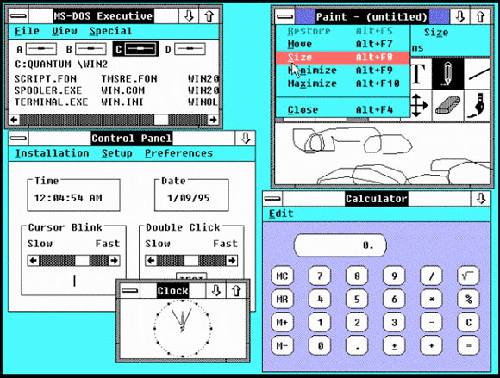 MS-DOS Executive
File View Special
A B C D
C:QUANTUM \WIN2
SCRIPT.FON TMSRE.FON WIN20
SPOOLER.EXE WIN.COM WIN20
TERMINAL.EXE WIN.INI WINOL
Paint - (untitled)
Restore Alt+F5
Move Alt+F7
Size Alt+F8
Minimize Alt+F9
Maximize Alt+F10
Close Alt+F4
Size
ns
T
Control Panel
Installation Setup Preferences
Time
12:04:54 AM
Date
1/09/95
Cursor Blink
Slow Fast
Double Click
Slow Fast
TEST
Clock
Calculator
Edit
0.
MC 7 8 9 / √
MR 4 5 6 * %
M+ 1 2 3 - C
M- 0 . ± + =